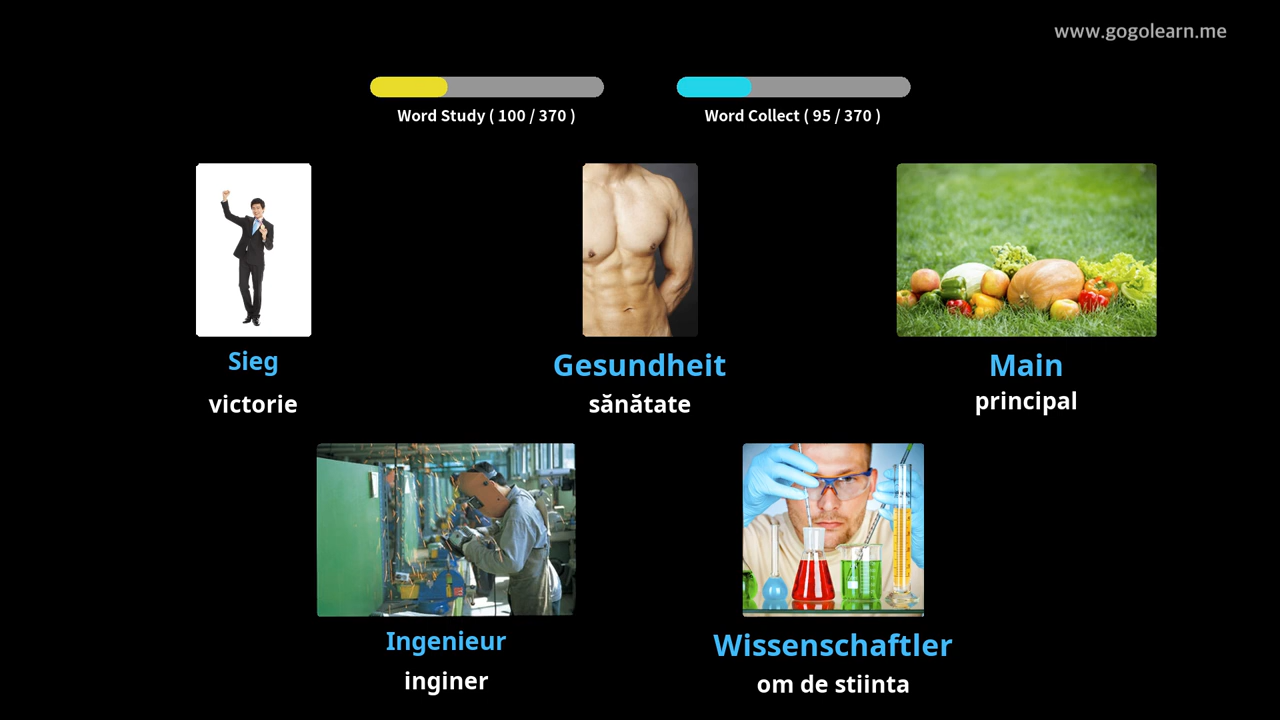 www.gogolearn.me
Word Study ( 100 / 370 )
Word Collect ( 95 / 370 )
Sieg
victorie
Gesundheit
sănătate
Main
principal
Ingenieur
inginer
Wissenschaftler
om de stiinta